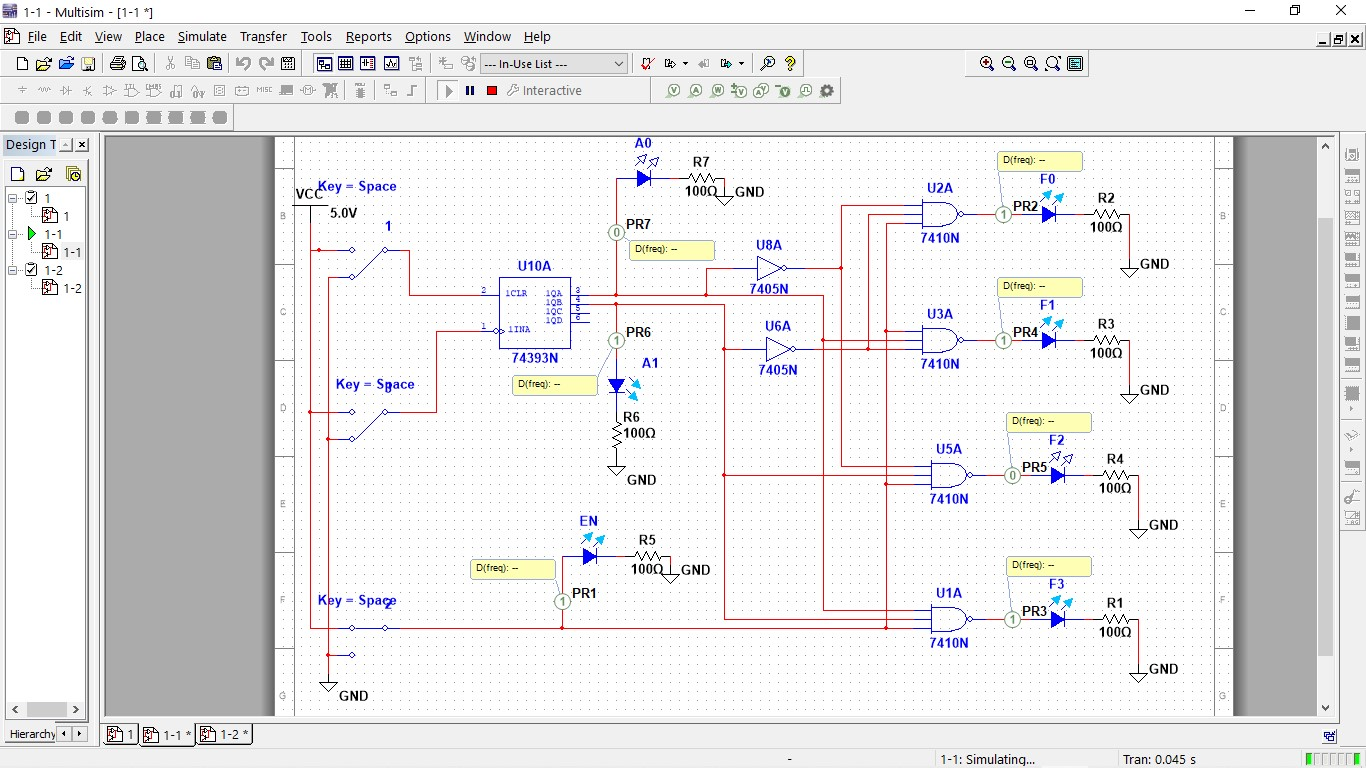 1-1 - Multisim - [1-1 *]
File Edit View Place Simulate Transfer Tools Reports Options Window Help
--- In-Use List ---
MISC
Interactive
Design T
1
1
1-1
1-1
1-2
1-2
Hierarchy
VCC
5.0V
Key = Space
1
Key = Space
Key = Space
2
GND
U10A
2
1CLR
1
1INA
1QA 3
1QB 4
1QC 5
1QD 6
74393N
A0
R7
100Ω
GND
0
PR7
D(freq): --
PR6
1
D(freq): --
A1
R6
100Ω
GND
EN
R5
100Ω
GND
D(freq): --
1
PR1
U8A
7405N
U6A
7405N
U2A
7410N
D(freq): --
1
PR2
F0
R2
100Ω
GND
U3A
7410N
D(freq): --
1
PR4
F1
R3
100Ω
GND
U5A
7410N
D(freq): --
0
PR5
F2
R4
100Ω
GND
U1A
7410N
D(freq): --
1
PR3
F3
R1
100Ω
GND
B
C
D
E
F
G
B
C
D
E
F
G
1
1-1 *
1-2 *
-
1-1: Simulating...
Tran: 0.045 s